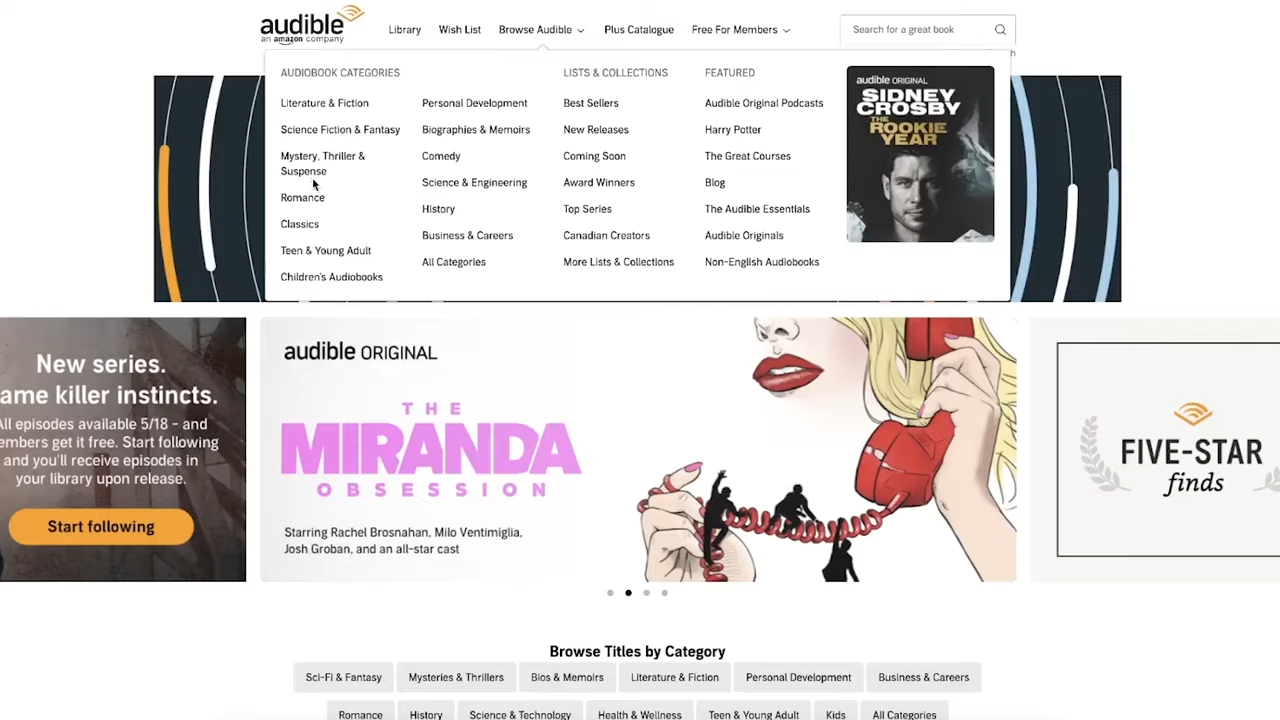 audible
an amazon company
Library
Wish List
Browse Audible
Plus Catalogue
Free For Members
Search for a great book
AUDIOBOOK CATEGORIES
Literature & Fiction
Science Fiction & Fantasy
Mystery, Thriller &
Suspense
Romance
Classics
Teen & Young Adult
Children's Audiobooks
Personal Development
Biographies & Memoirs
Comedy
Science & Engineering
History
Business & Careers
All Categories
LISTS & COLLECTIONS
Best Sellers
New Releases
Coming Soon
Award Winners
Top Series
Canadian Creators
More Lists & Collections
FEATURED
Audible Original Podcasts
Harry Potter
The Great Courses
Blog
The Audible Essentials
Audible Originals
Non-English Audiobooks
audible ORIGINAL
SIDNEY
CROSBY
THE
ROOKIE
YEAR
New series.
ame killer instincts.
All episodes available 5/18 - and
embers get it free. Start following
and you'll receive episodes in
your library upon release.
Start following
audible ORIGINAL
THE
MIRANDA
OBSESSION
Starring Rachel Brosnahan, Milo Ventimiglia,
Josh Groban, and an all-star cast
FIVE-STAR
finds
Browse Titles by Category
Sci-Fi & Fantasy
Mysteries & Thrillers
Bios & Memoirs
Literature & Fiction
Personal Development
Business & Careers
Romance
History
Science & Technology
Health & Wellness
Teen & Young Adult
Kids
All Categories